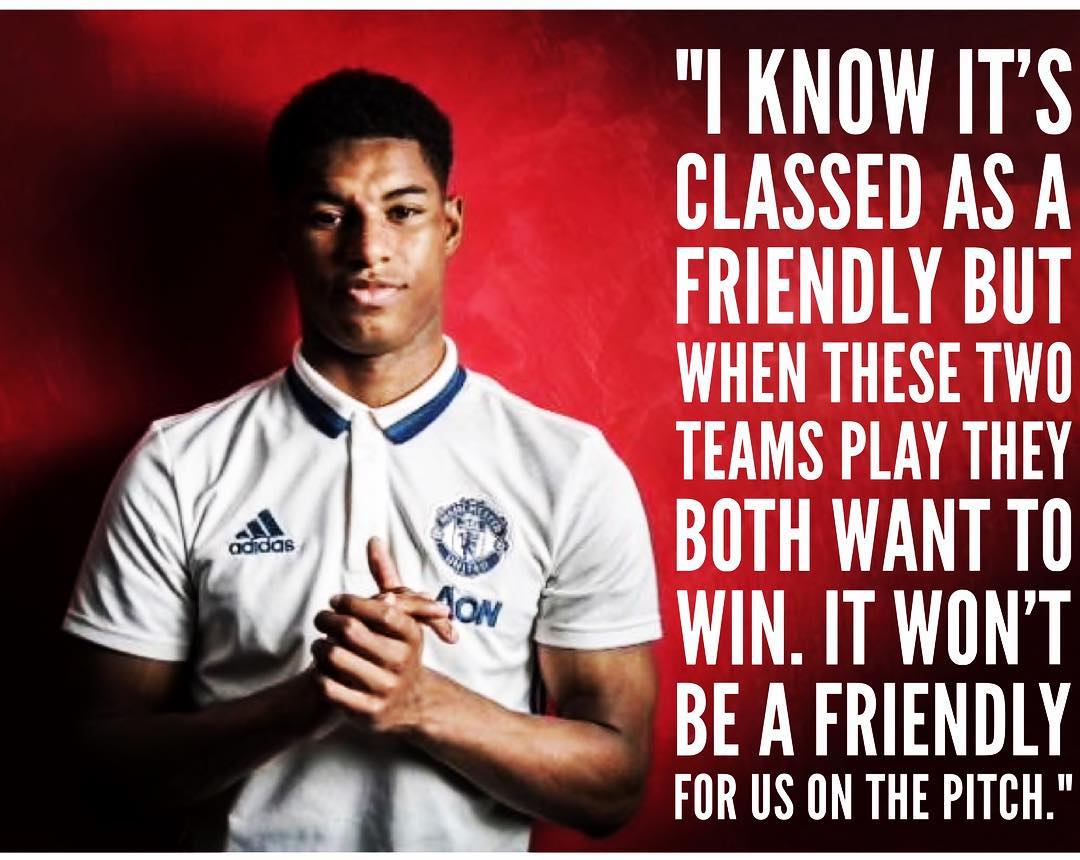 "I KNOW IT’S
CLASSED AS A
FRIENDLY BUT
WHEN THESE TWO
TEAMS PLAY THEY
BOTH WANT TO
WIN. IT WON’T
BE A FRIENDLY
FOR US ON THE PITCH."
adidas
UNITED
AON